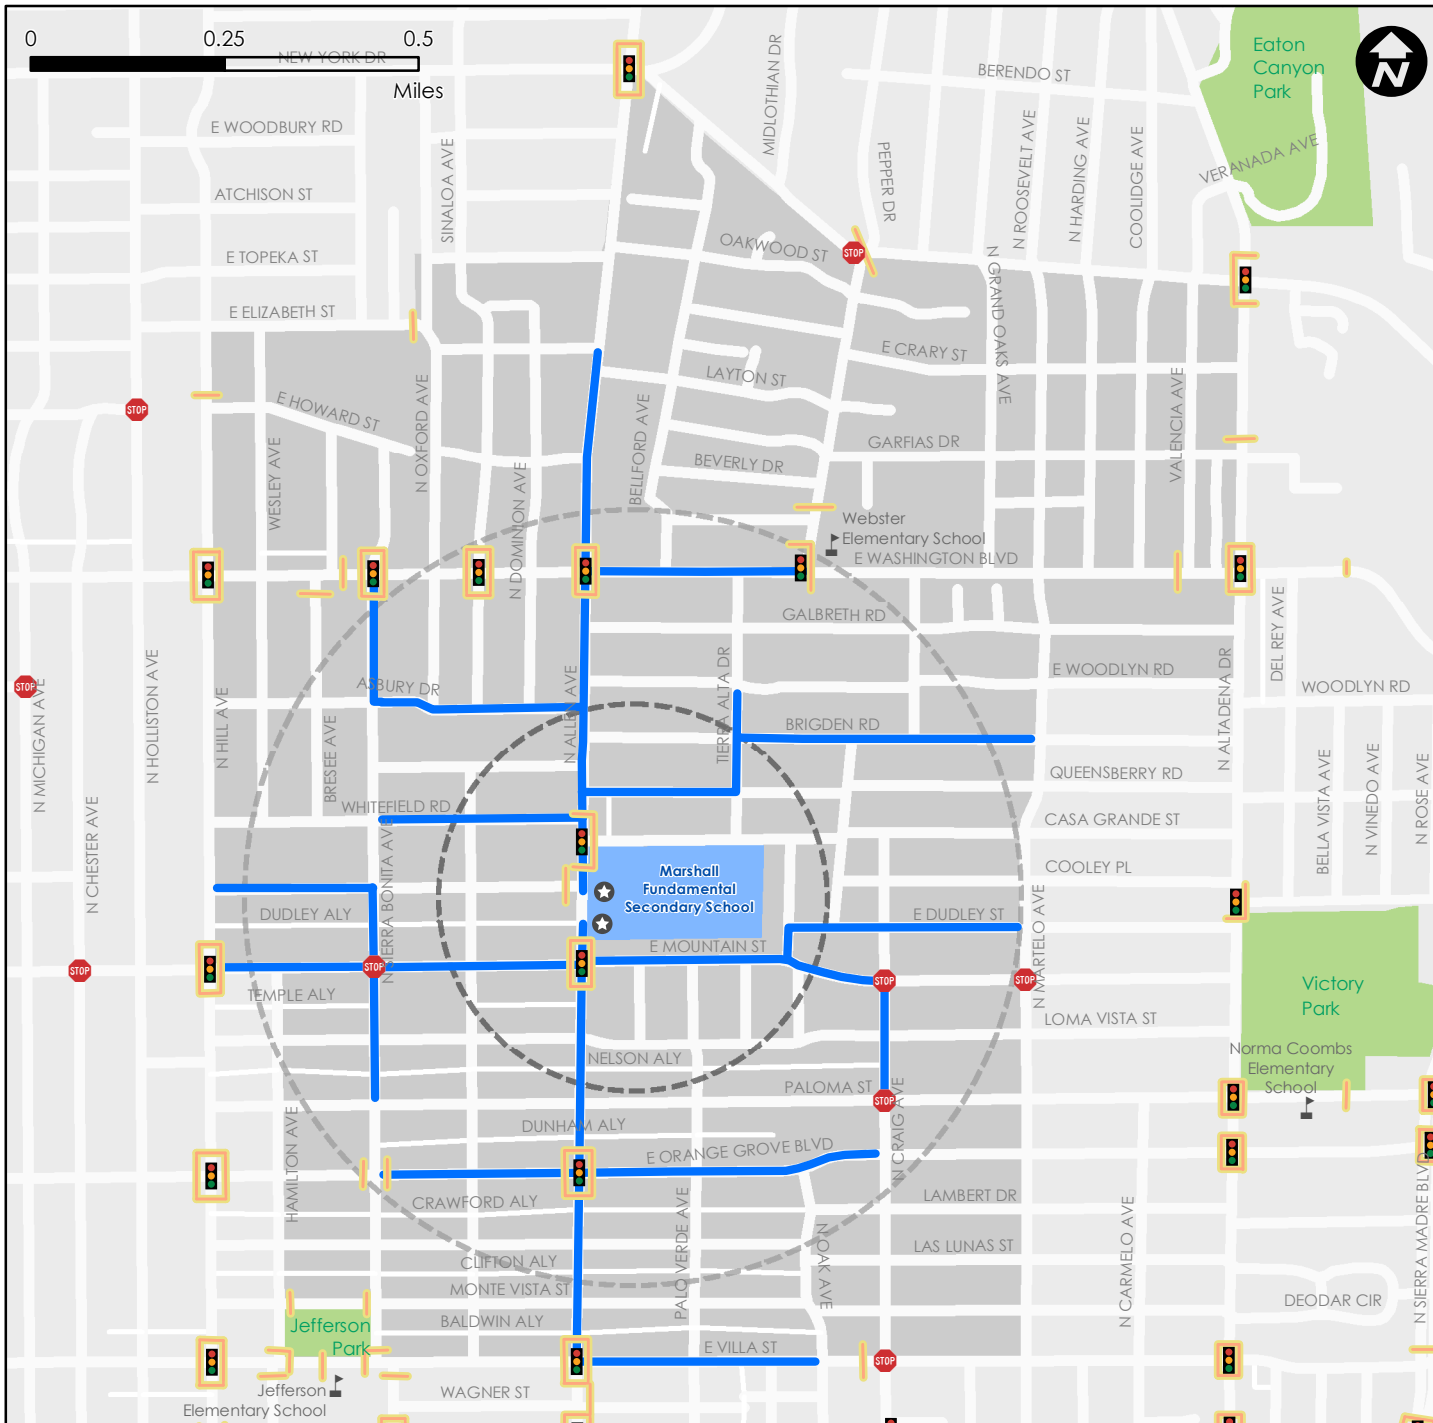 0 0.25 0.5
Miles
NEW YORK DR
N
Eaton
Canyon
Park
BERENDO ST
MIDLOTHIAN DR
E WOODBURY RD
SINALOA AVE
PEPPER DR
N ROOSEVELT AVE
N HARDING AVE
COOLIDGE AVE
VERANADA AVE
ATCHISON ST
E TOPEKA ST
OAKWOOD ST
STOP
N GRAND OAKS AVE
E ELIZABETH ST
E CRARY ST
LAYTON ST
VALENCIA AVE
STOP
E HOWARD ST
N OXFORD AVE
BELLFORD AVE
GARFIAS DR
WESLEY AVE
BEVERLY DR
N DOMINION AVE
Webster
Elementary School
E WASHINGTON BLVD
GALBRETH RD
DEL REY AVE
STOP
N MICHIGAN AVE
N HOLLISTON AVE
N HILL AVE
ASBURY DR
N ALLEN AVE
TIERRA ALTA DR
E WOODLYN RD
N ALTADENA DR
WOODLYN RD
BRIGDEN RD
BRESEE AVE
QUEENSBERRY RD
WHITEFIELD RD
CASA GRANDE ST
BELLA VISTA AVE
N VINEDO AVE
N ROSE AVE
N CHESTER AVE
N SIERRA BONITA AVE
COOLEY PL
Marshall
Fundamental
Secondary School
DUDLEY ALY
E DUDLEY ST
N MARTELO AVE
E MOUNTAIN ST
STOP
STOP
STOP
STOP
TEMPLE ALY
Victory
Park
LOMA VISTA ST
NELSON ALY
Norma Coombs
Elementary
School
PALOMA ST
STOP
N CRAIG AVE
HAMILTON AVE
DUNHAM ALY
E ORANGE GROVE BLVD
CRAWFORD ALY
LAMBERT DR
PALO VERDE AVE
N OAK AVE
N CARMELO AVE
N SIERRA MADRE BLVD
LAS LUNAS ST
CLIFTON ALY
MONTE VISTA ST
DEODAR CIR
BALDWIN ALY
Jefferson
Park
E VILLA ST
STOP
WAGNER ST
Jefferson
Elementary School